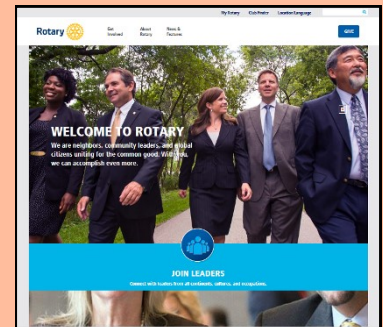 My Rotary Club Finder Location/Language
Rotary
Get Involved
About Rotary
News & Features
GIVE
WELCOME TO ROTARY
We are neighbors, community leaders, and global
citizens uniting for the common good. With you,
we can accomplish even more.
JOIN LEADERS
Connect with leaders from all continents, cultures, and occupations.